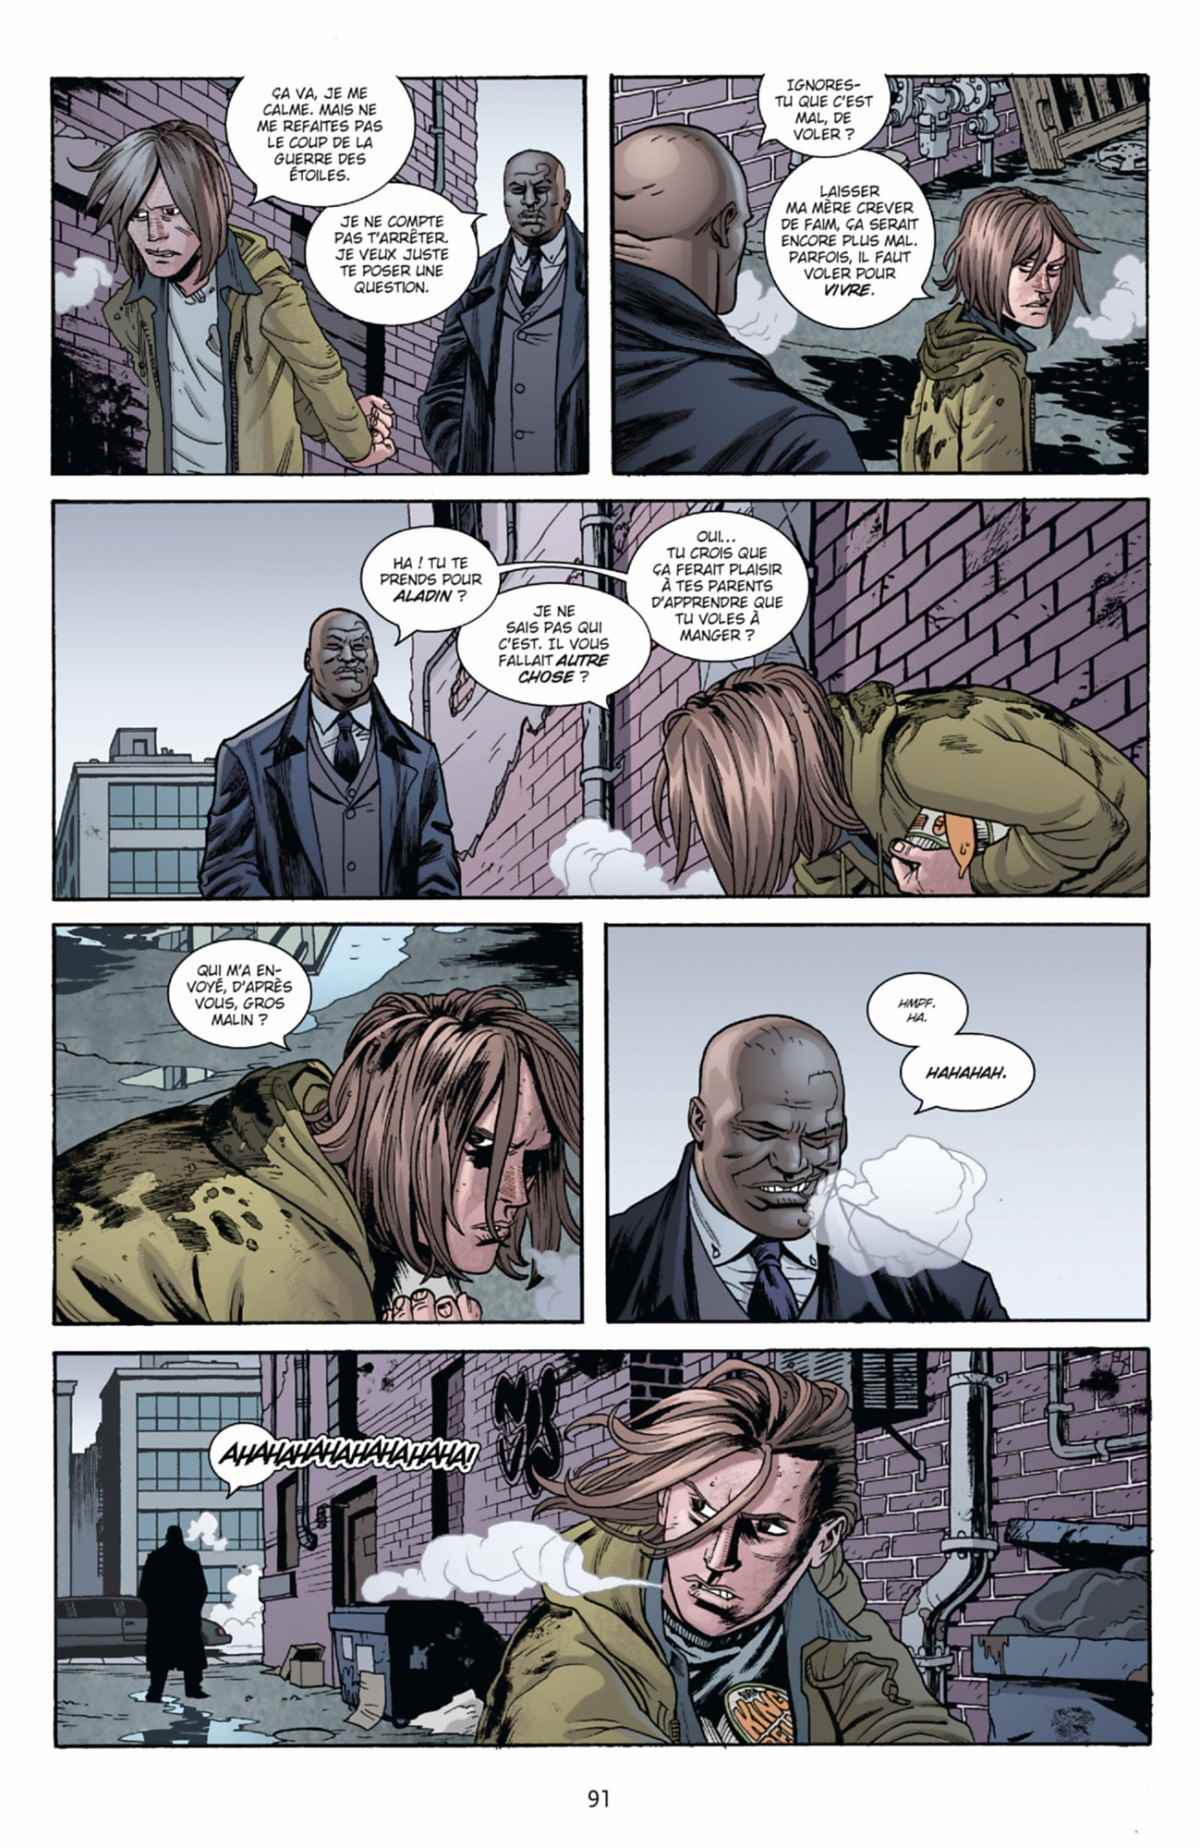 ÇA VA, JE ME
CALME. MAIS NE
ME REFAITES PAS
LE COUP DE LA
GUERRE DES
ÉTOILES.
JE NE COMPTE
PAS T'ARRÊTER.
JE VEUX JUSTE
TE POSER UNE
QUESTION.
IGNORES-
TU QUE C'EST
MAL, DE
VOLER ?
LAISSER
MA MÈRE CREVER
DE FAIM, ÇA SERAIT
ENCORE PLUS MAL.
PARFOIS, IL FAUT
VOLER POUR
VIVRE.
HA ! TU TE
PRENDS POUR
ALADIN ?
JE NE
SAIS PAS QUI
C'EST. IL VOUS
FALLAIT AUTRE
CHOSE ?
OUI...
TU CROIS QUE
ÇA FERAIT PLAISIR
À TES PARENTS
D'APPRENDRE QUE
TU VOLES À
MANGER ?
QUI M'A EN-
VOYÉ, D'APRÈS
VOUS, GROS
MALIN ?
HMPF.
HA.
HAHAHAH.
AHAHAHAHAHAHAHAHA!
KING
91